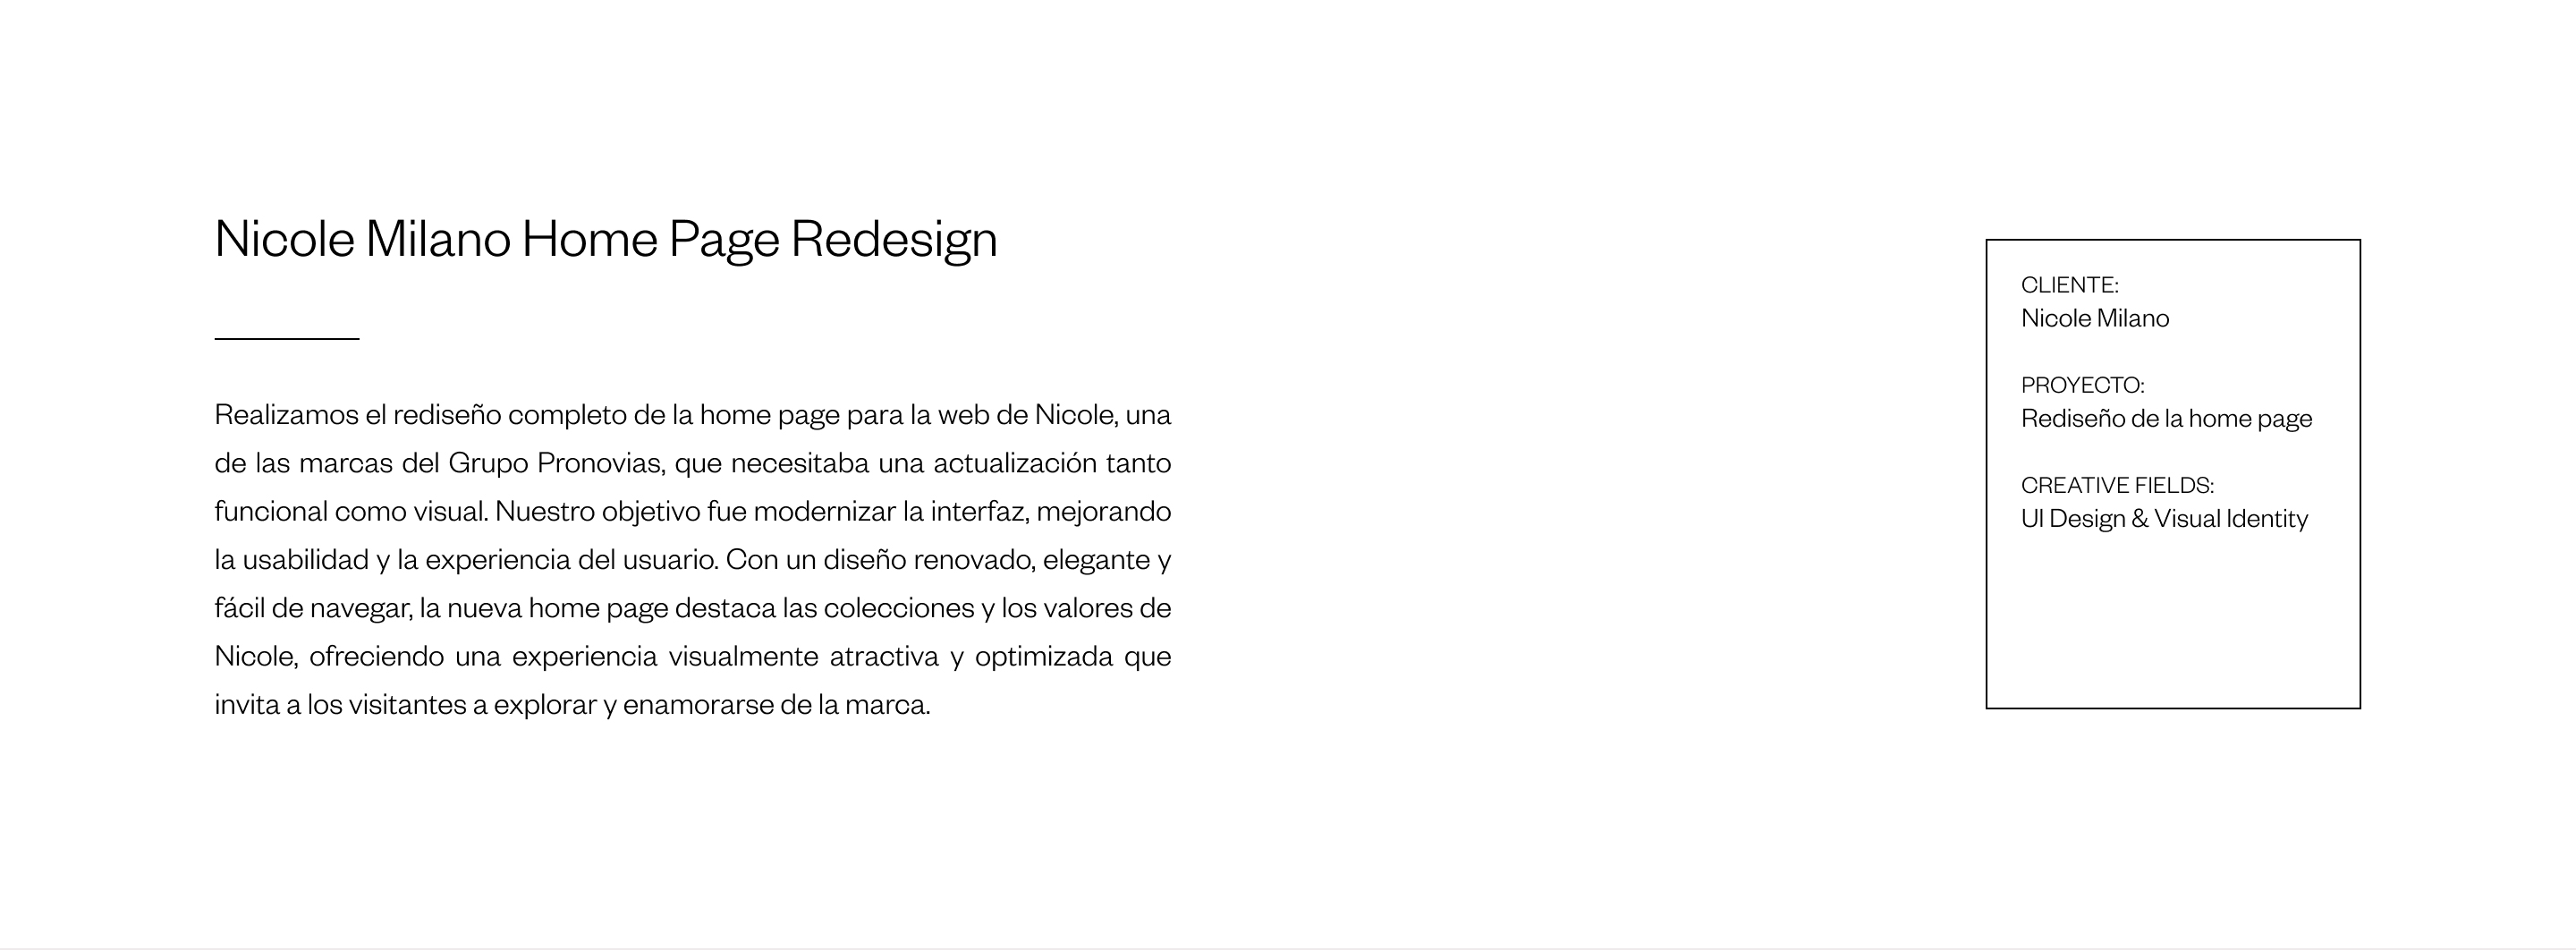 Nicole Milano Home Page Redesign
Realizamos el rediseño completo de la home page para la web de Nicole, una
de las marcas del Grupo Pronovias, que necesitaba una actualización tanto
funcional como visual. Nuestro objetivo fue modernizar la interfaz, mejorando
la usabilidad y la experiencia del usuario. Con un diseño renovado, elegante y
fácil de navegar, la nueva home page destaca las colecciones y los valores de
Nicole, ofreciendo una experiencia visualmente atractiva y optimizada que
invita a los visitantes a explorar y enamorarse de la marca.
CLIENTE:
Nicole Milano
PROYECTO:
Rediseño de la home page
CREATIVE FIELDS:
UI Design & Visual Identity